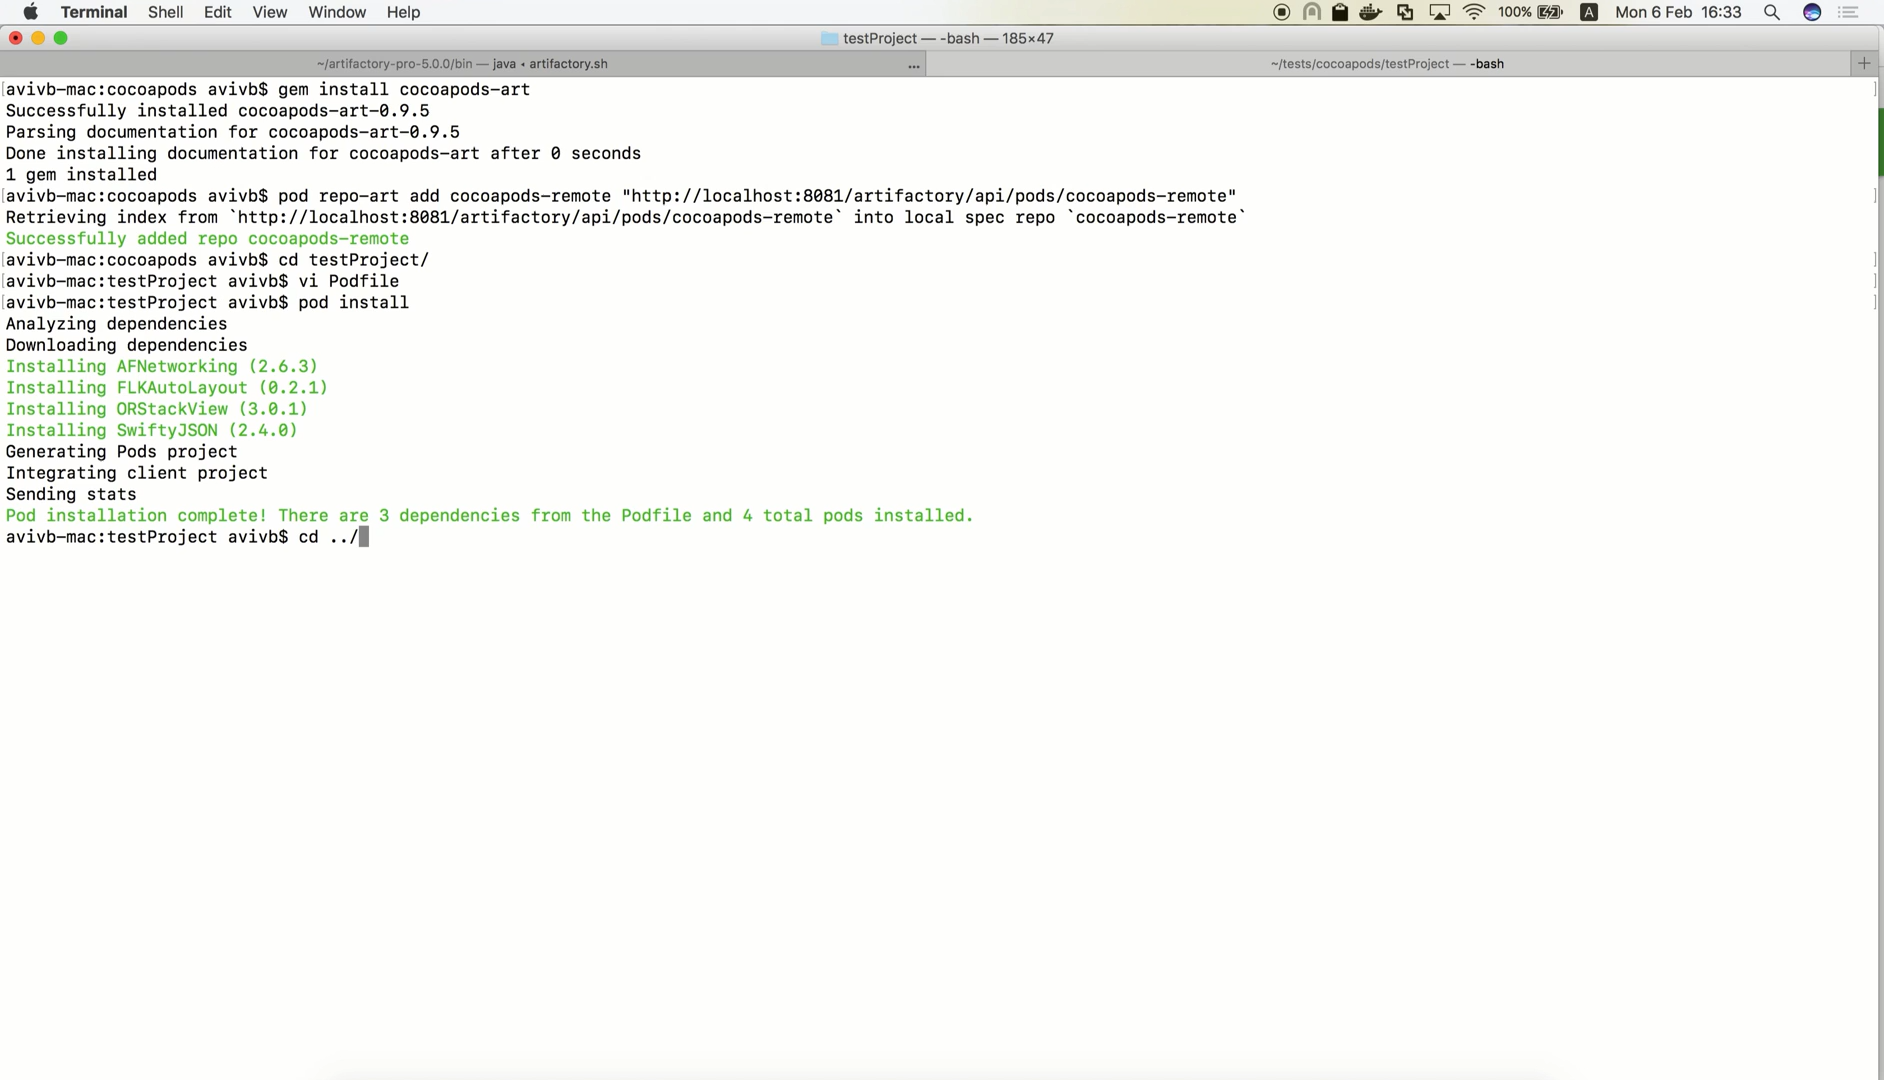 Terminal Shell Edit View Window Help 100% A Mon 6 Feb 16:33
testProject — -bash — 185×47
~/artifactory-pro-5.0.0/bin — java ◂ artifactory.sh ... ~/tests/cocoapods/testProject — -bash +
[avivb-mac:cocoapods avivb$ gem install cocoapods-art ]
Successfully installed cocoapods-art-0.9.5
Parsing documentation for cocoapods-art-0.9.5
Done installing documentation for cocoapods-art after 0 seconds
1 gem installed
[avivb-mac:cocoapods avivb$ pod repo-art add cocoapods-remote "http://localhost:8081/artifactory/api/pods/cocoapods-remote" ]
Retrieving index from `http://localhost:8081/artifactory/api/pods/cocoapods-remote` into local spec repo `cocoapods-remote`
Successfully added repo cocoapods-remote
[avivb-mac:cocoapods avivb$ cd testProject/ ]
[avivb-mac:testProject avivb$ vi Podfile ]
[avivb-mac:testProject avivb$ pod install ]
Analyzing dependencies
Downloading dependencies
Installing AFNetworking (2.6.3)
Installing FLKAutoLayout (0.2.1)
Installing ORStackView (3.0.1)
Installing SwiftyJSON (2.4.0)
Generating Pods project
Integrating client project
Sending stats
Pod installation complete! There are 3 dependencies from the Podfile and 4 total pods installed.
avivb-mac:testProject avivb$ cd ../